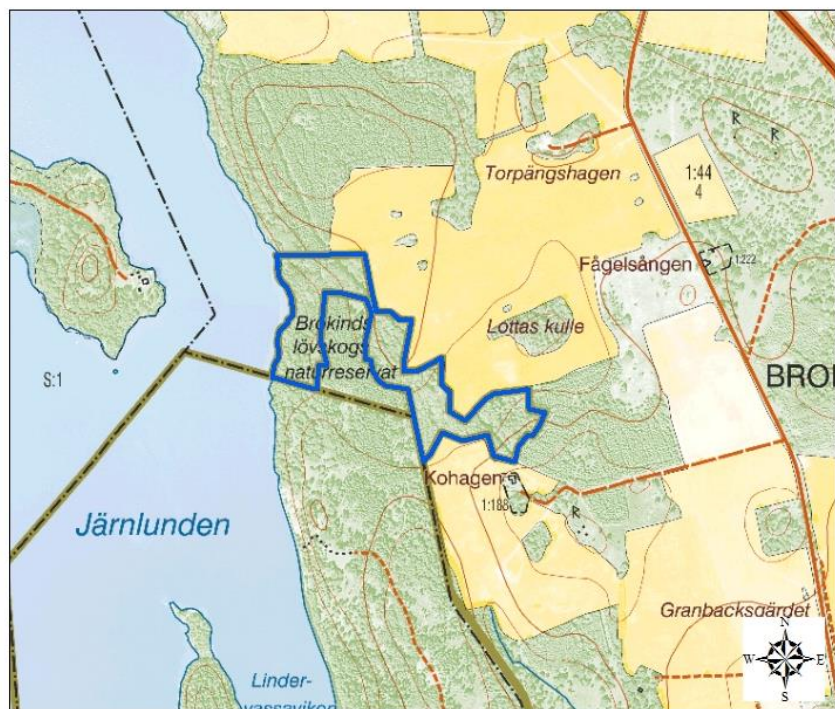 R
R
Torpängshagen
1:44
4
Fågelsången
1:222
Brokinds
lövskogs
naturreservat
Lottas kulle
S:1
BRO
Kohagen
1:188
R
Järnlunden
Granbacksgärdet
N
W
E
S
Linder-
vassaviken